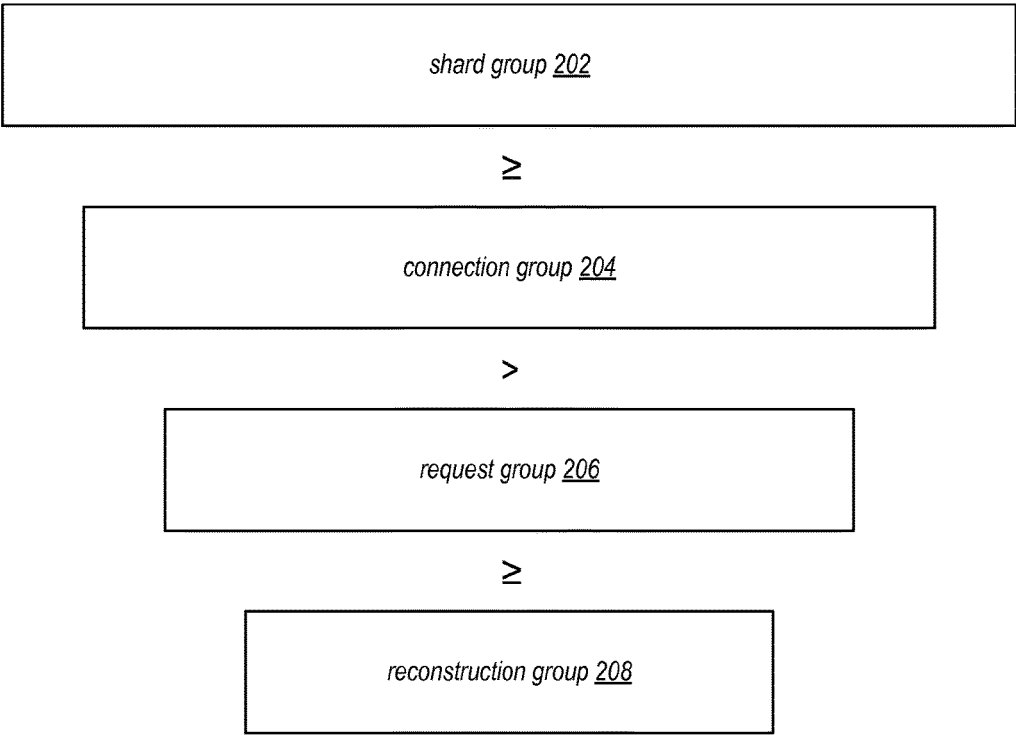 shard group 202
≥
connection group 204
>
request group 206
≥
reconstruction group 208